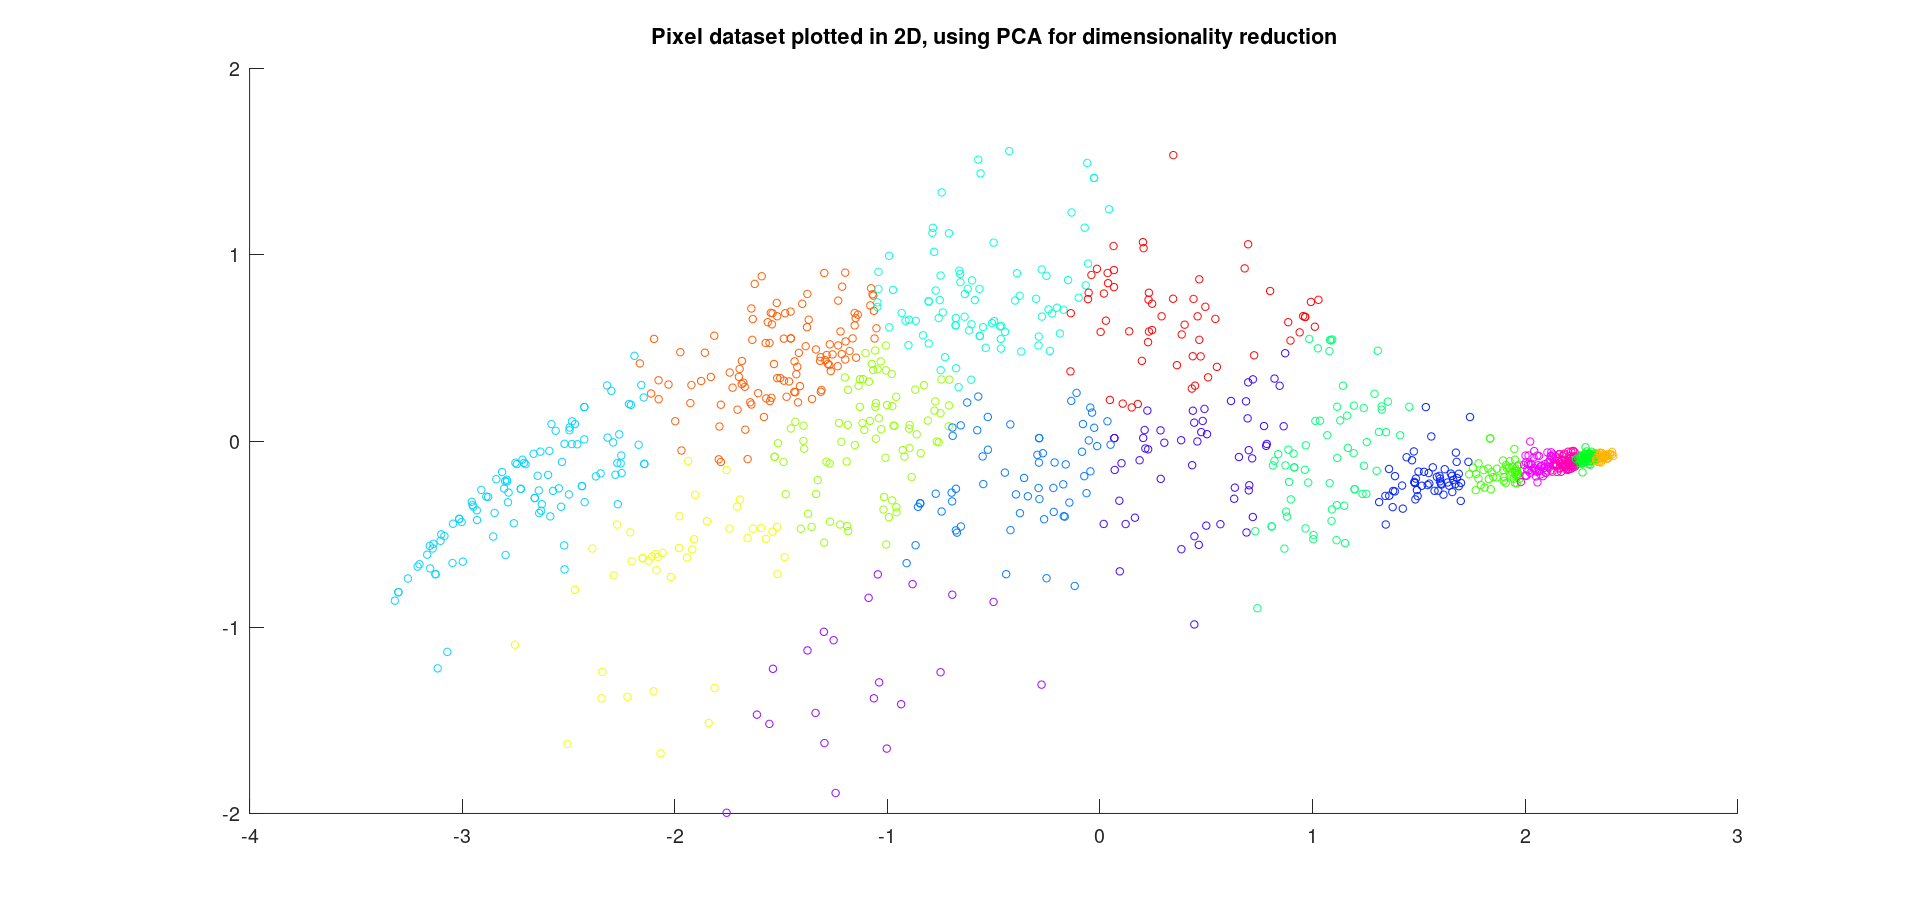 Pixel dataset plotted in 2D, using PCA for dimensionality reduction
2
1
0
-1
-2
-4 -3 -2 -1 0 1 2 3